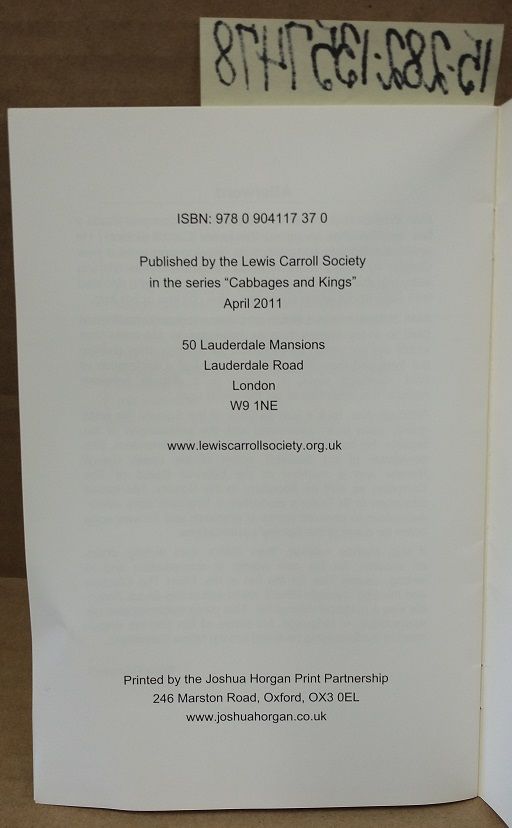 ISBN: 978 0 904117 37 0
Published by the Lewis Carroll Society
in the series “Cabbages and Kings”
April 2011
50 Lauderdale Mansions
Lauderdale Road
London
W9 1NE
www.lewiscarrollsociety.org.uk
Printed by the Joshua Horgan Print Partnership
246 Marston Road, Oxford, OX3 0EL
www.joshuahorgan.co.uk